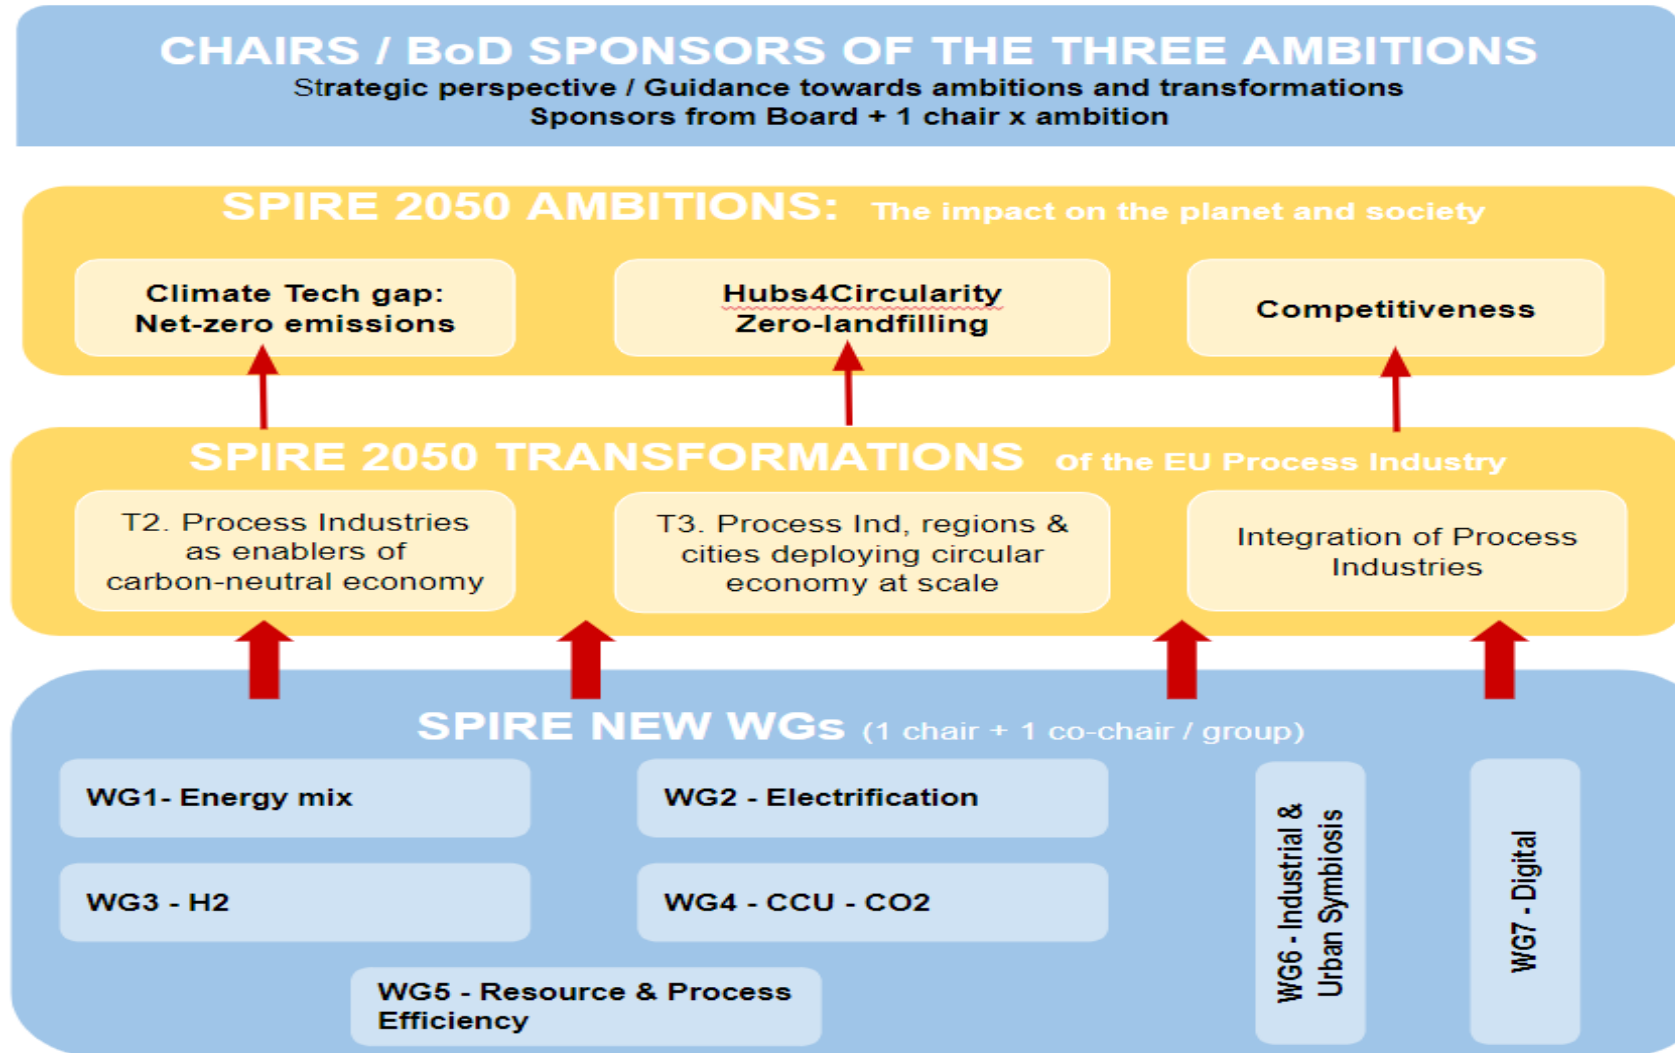 CHAIRS / BoD SPONSORS OF THE THREE AMBITIONS
Strategic perspective / Guidance towards ambitions and transformations
Sponsors from Board + 1 chair x ambition
SPIRE 2050 AMBITIONS: The impact on the planet and society
Climate Tech gap:
Net-zero emissions
Hubs4Circularity
Zero-landfilling
Competitiveness
SPIRE 2050 TRANSFORMATIONS of the EU Process Industry
T2. Process Industries
as enablers of
carbon-neutral economy
T3. Process Ind, regions &
cities deploying circular
economy at scale
Integration of Process
Industries
SPIRE NEW WGs (1 chair + 1 co-chair / group)
WG1- Energy mix
WG2 - Electrification
WG3 - H2
WG4 - CCU - CO2
WG5 - Resource & Process
Efficiency
WG6 - Industrial &
Urban Symbiosis
WG7 - Digital